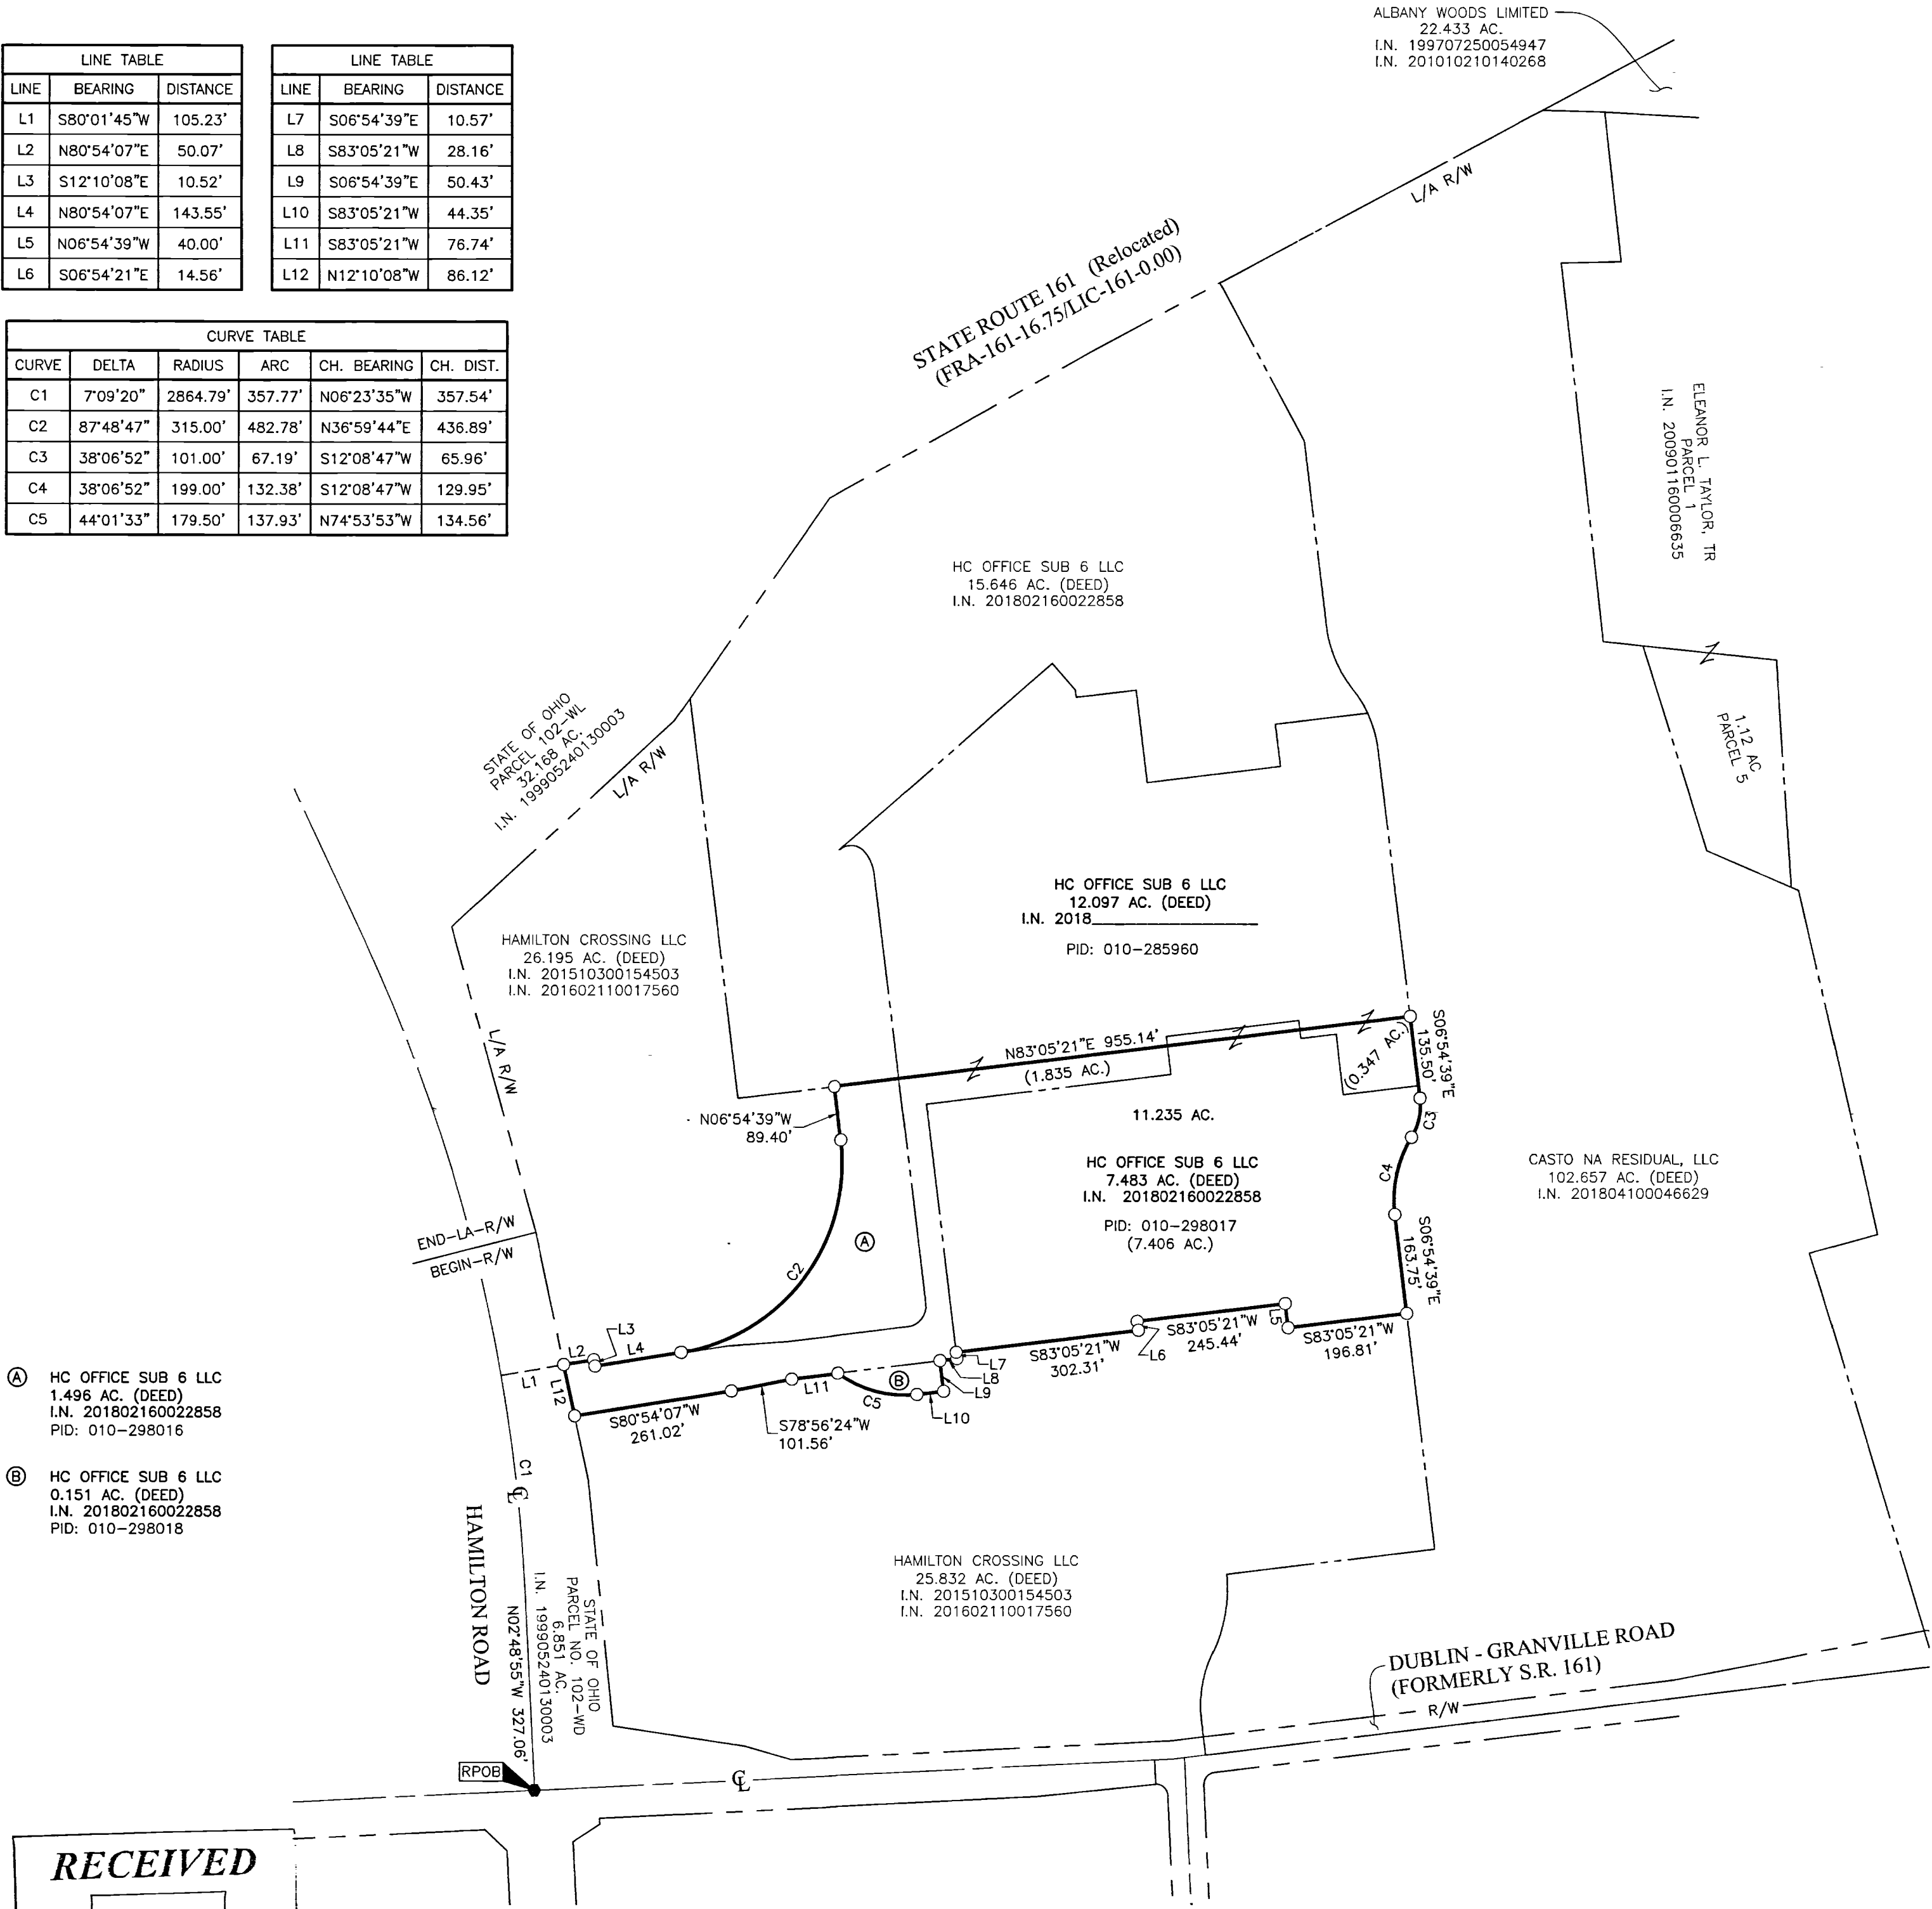 ALBANY WOODS LIMITED
22.433 AC.
I.N. 199707250054947
I.N. 201010210140268
LINE TABLE
LINE BEARING DISTANCE
L1 S80°01'45"W 105.23'
L2 N80°54'07"E 50.07'
L3 S12°10'08"E 10.52'
L4 N80°54'07"E 143.55'
L5 N06°54'39"W 40.00'
L6 S06°54'21"E 14.56'
LINE TABLE
LINE BEARING DISTANCE
L7 S06°54'39"E 10.57'
L8 S83°05'21"W 28.16'
L9 S06°54'39"E 50.43'
L10 S83°05'21"W 44.35'
L11 S83°05'21"W 76.74'
L12 N12°10'08"W 86.12'
CURVE TABLE
CURVE DELTA RADIUS ARC CH. BEARING CH. DIST.
C1 7°09'20" 2864.79' 357.77' N06°23'35"W 357.54'
C2 87°48'47" 315.00' 482.78' N36°59'44"E 436.89'
C3 38°06'52" 101.00' 67.19' S12°08'47"W 65.96'
C4 38°06'52" 199.00' 132.38' S12°08'47"W 129.95'
C5 44°01'33" 179.50' 137.93' N74°53'53"W 134.56'
L/A R/W
STATE ROUTE 161 (Relocated)
(FRA-161-16.75/LIC-161-0.00)
ELEANOR L. TAYLOR, TR
PARCEL 1
I.N. 200901160006635
HC OFFICE SUB 6 LLC
15.646 AC. (DEED)
I.N. 201802160022858
STATE OF OHIO
PARCEL 102-WL
32.168 AC.
I.N. 199905240130003
L/A R/W
1.12 AC
PARCEL 5
HC OFFICE SUB 6 LLC
12.097 AC. (DEED)
I.N. 2018
PID: 010-285960
HAMILTON CROSSING LLC
26.195 AC. (DEED)
I.N. 201510300154503
I.N. 201602110017560
L/A R/W
N83°05'21"E 955.14'
(1.835 AC.)
(0.347 AC.)
S06°54'39"E
135.50'
N06°54'39"W
89.40'
11.235 AC.
C3
HC OFFICE SUB 6 LLC
7.483 AC. (DEED)
I.N. 201802160022858
PID: 010-298017
(7.406 AC.)
C4
CASTO NA RESIDUAL, LLC
102.657 AC. (DEED)
I.N. 201804100046629
END-LA-R/W
BEGIN-R/W
A
C2
S06°54'39"E
163.75'
L3
L2
L4
L1
L12
L5
S83°05'21"W
245.44'
S83°05'21"W
196.81'
L6
S83°05'21"W
302.31'
L7
L8
L9
L10
B
C5
L11
S80°54'07"W
261.02'
S78°56'24"W
101.56'
A HC OFFICE SUB 6 LLC
1.496 AC. (DEED)
I.N. 201802160022858
PID: 010-298016
B HC OFFICE SUB 6 LLC
0.151 AC. (DEED)
I.N. 201802160022858
PID: 010-298018
C1
℄
HAMILTON ROAD
N02°48'55"W 327.06'
STATE OF OHIO
PARCEL NO. 102-WD
6.851 AC.
I.N. 199905240130003
HAMILTON CROSSING LLC
25.832 AC. (DEED)
I.N. 201510300154503
I.N. 201602110017560
DUBLIN - GRANVILLE ROAD
(FORMERLY S.R. 161)
R/W
RPOB
℄
RECEIVED